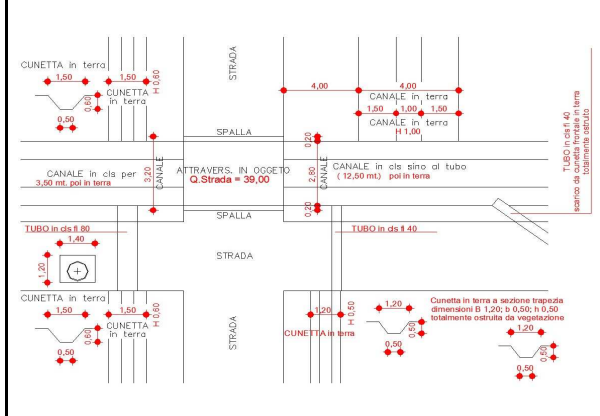 CUNETTA in terra
1,50
1,50
H 0,60
CUNETTA
in terra
0,60
0,50
STRADA
4,00
4,00
CANALE in terra
1,50
1,00
1,50
CANALE in terra
H 1,00
TUBO in cls fi 40
scarico da cunetta frontale in terra
totalmente ostruito
SPALLA
0,20
CANALE in cls per
3,50 mt. poi in terra
3,20
CANALE
ATTRAVERS. IN OGGETO
Q.Strada = 39,00
2,80
CANALE
CANALE in cls sino al tubo
( 12,50 mt.) poi in terra
0,20
SPALLA
TUBO in cls fi 80
TUBO in cls fi 40
1,40
1,20
STRADA
CUNETTA in terra
1,50
1,50
H 0,60
CUNETTA
in terra
0,60
0,50
STRADA
1,20
H 0,50
CUNETTA in terra
1,20
0,50
0,50
Cunetta in terra a sezione trapezia
dimensioni B 1,20; b 0,50; h 0,50
totalmente ostruita da vegetazione
1,20
0,50
0,50